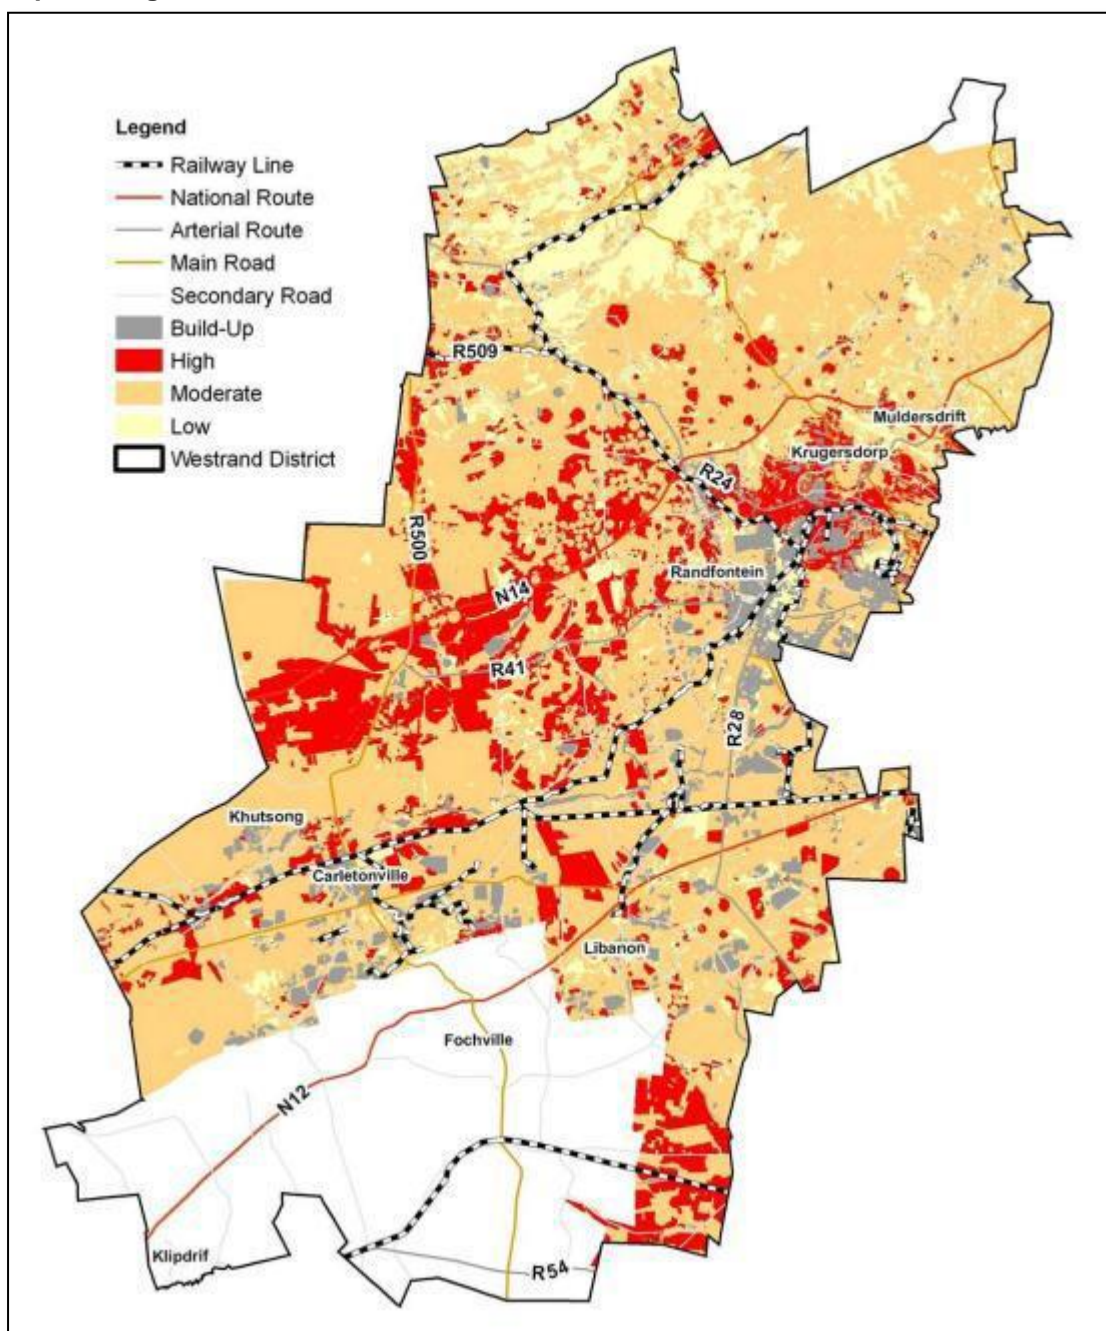 Legend
Railway Line
National Route
Arterial Route
Main Road
Secondary Road
Build-Up
High
Moderate
Low
Westrand District
R509
Muldersdrift
Krugersdorp
R24
R500
Randfontein
N14
R41
R28
Khutsong
Carletonville
Libanon
Fochville
N12
Klipdrif
R54